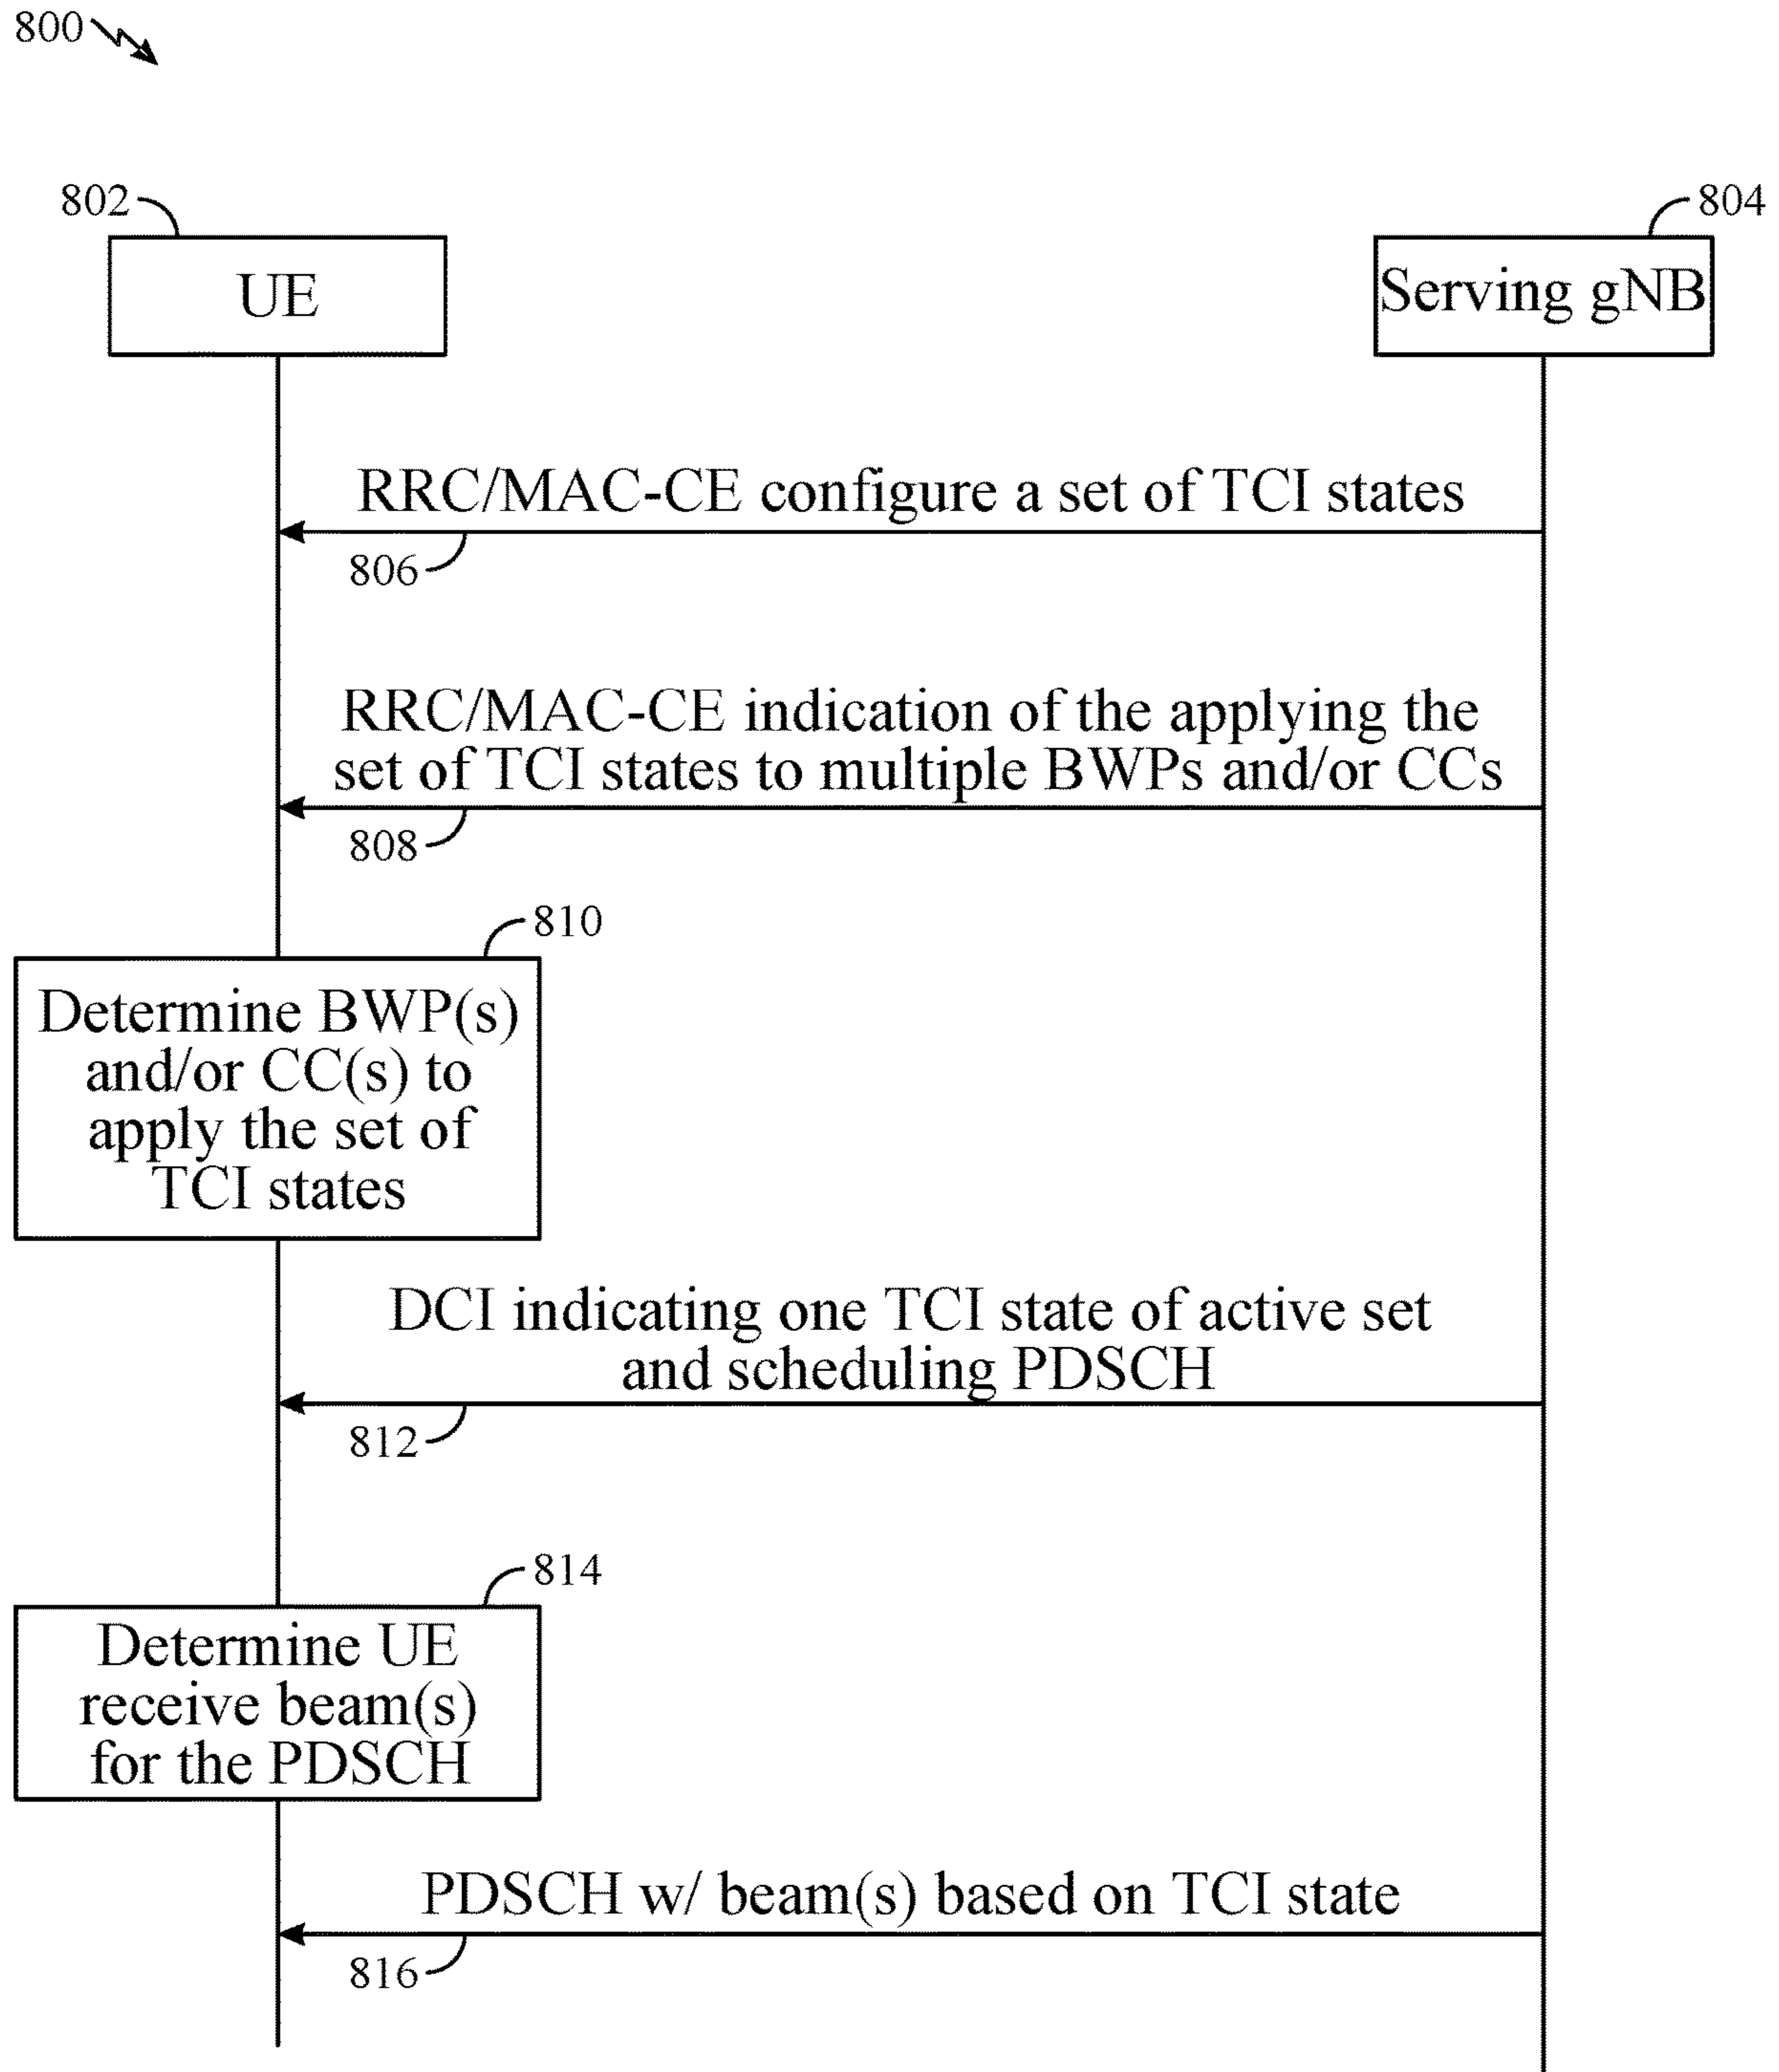 800
802
804
UE
Serving gNB
RRC/MAC-CE configure a set of TCI states
806
RRC/MAC-CE indication of the applying the
set of TCI states to multiple BWPs and/or CCs
808
810
Determine BWP(s)
and/or CC(s) to
apply the set of
TCI states
DCI indicating one TCI state of active set
and scheduling PDSCH
812
814
Determine UE
receive beam(s)
for the PDSCH
PDSCH w/ beam(s) based on TCI state
816